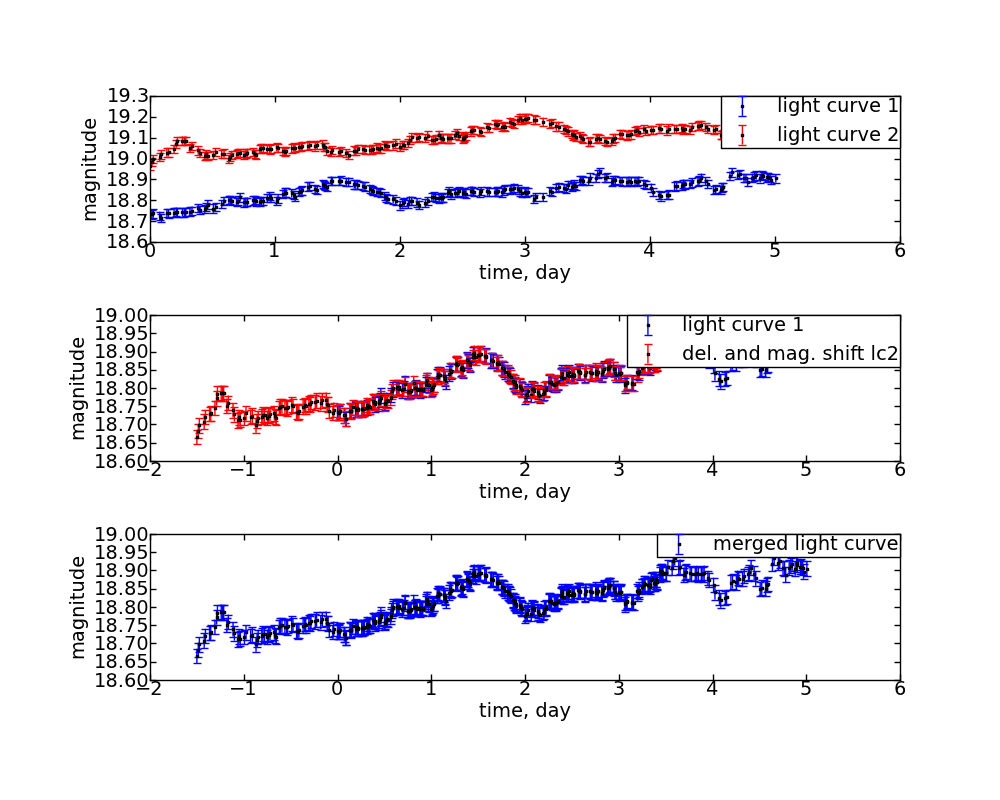 19.3
19.2
19.1
19.0
18.9
18.8
18.7
18.6
magnitude
light curve 1
light curve 2
0 1 2 3 4 5 6
time, day
19.00
18.95
18.90
18.85
18.80
18.75
18.70
18.65
18.60
magnitude
light curve 1
del. and mag. shift lc2
−2 −1 0 1 2 3 4 5 6
time, day
19.00
18.95
18.90
18.85
18.80
18.75
18.70
18.65
18.60
magnitude
merged light curve
−2 −1 0 1 2 3 4 5 6
time, day